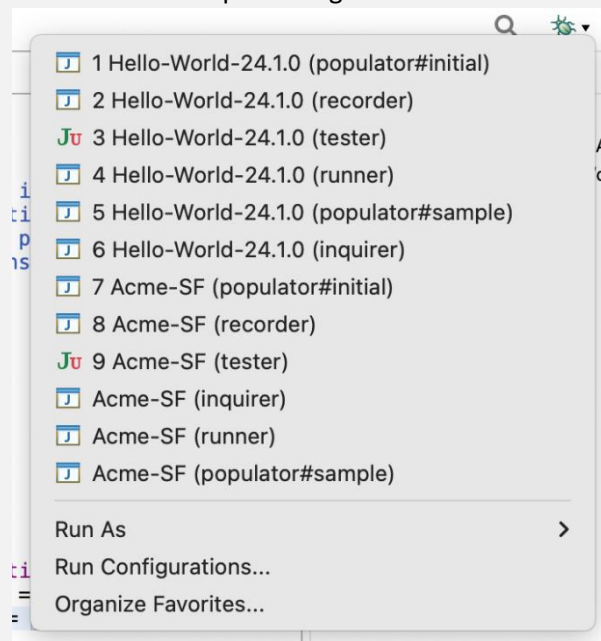 1 Hello-World-24.1.0 (populator#initial)
2 Hello-World-24.1.0 (recorder)
Ju 3 Hello-World-24.1.0 (tester)
4 Hello-World-24.1.0 (runner)
5 Hello-World-24.1.0 (populator#sample)
6 Hello-World-24.1.0 (inquirer)
7 Acme-SF (populator#initial)
8 Acme-SF (recorder)
Ju 9 Acme-SF (tester)
Acme-SF (inquirer)
Acme-SF (runner)
Acme-SF (populator#sample)
Run As
Run Configurations...
Organize Favorites...